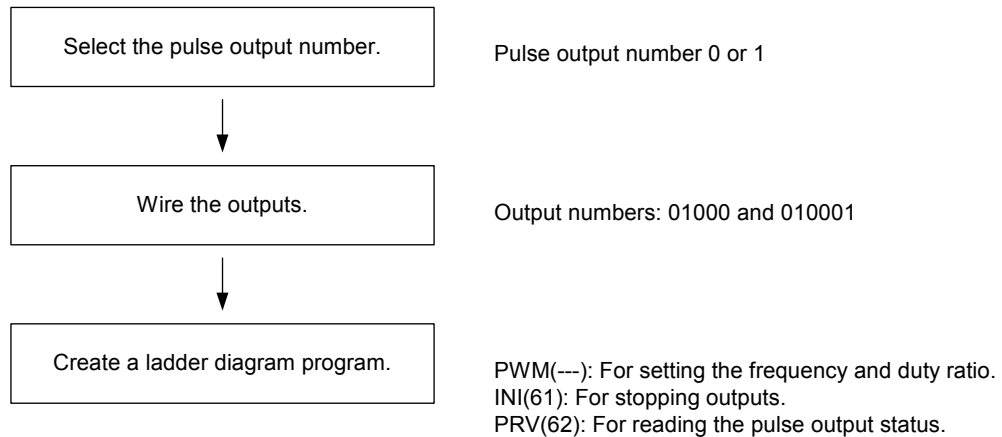 Select the pulse output number.
Pulse output number 0 or 1
Wire the outputs.
Output numbers: 01000 and 010001
Create a ladder diagram program.
PWM(---): For setting the frequency and duty ratio.
INI(61): For stopping outputs.
PRV(62): For reading the pulse output status.